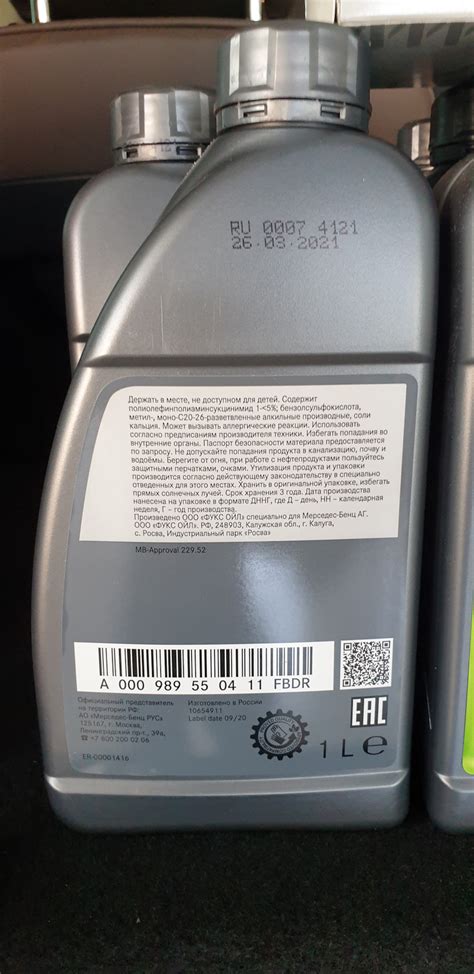 RU 0007 4121
26.03.2021
Держать в месте, не доступном для детей. Содержит
полиолефинполиаминсукцинимид 1-<5%; бензолсульфокислота,
метил-, моно-С20-26-разветвленные алкильные производные, соли
кальция. Может вызывать аллергические реакции. Использовать
согласно предписаниям производителя техники. Избегать попадания во
внутренние органы. Паспорт безопасности материала предоставляется
по запросу. Не допускайте попадания продукта в канализацию, почву и
водоёмы. Берегите от огня, при работе с нефтепродуктами пользуйтесь
защитными перчатками, очками. Утилизация продукта и упаковки
производится согласно действующему законодательству в специально
отведенных для этого местах. Хранить в оригинальной упаковке, избегать
прямых солнечных лучей. Срок хранения 3 года. Дата производства
нанесена на упаковке в формате ДННГ, где Д – день, НН – календарная
неделя, Г – год производства.
Произведено ООО «ФУКС ОЙЛ» специально для Мерседес-Бенц АГ.
ООО «ФУКС ОЙЛ». РФ, 248903, Калужская обл., г. Калуга,
с. Росва, Индустриальный парк «Росва»
MB-Approval 229.52
A 000 989 55 04 11 FBDR
Официальный представитель
на территории РФ:
АО «Мерседес-Бенц РУС»
125167, г. Москва,
Ленинградский пр-т, 39а,
☎ +7 800 200 02 06
ER-00001416
Изготовлено в России
10654911
Label date 09/20
EAC
1 L e